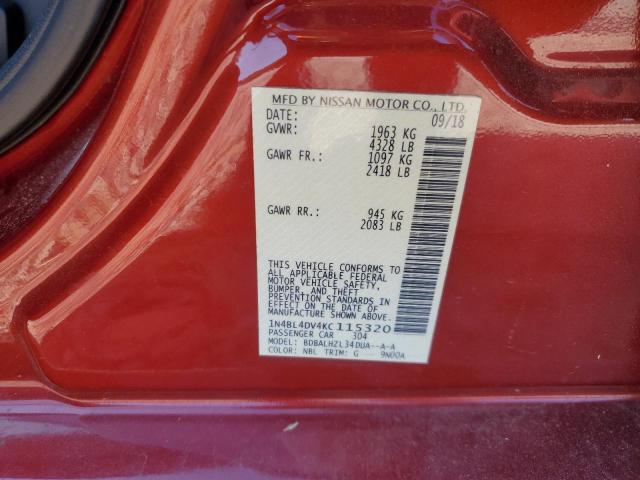 MFD BY NISSAN MOTOR CO., LTD.
DATE: 09/18
GVWR: 1963 KG
4328 LB
GAWR FR.: 1097 KG
2418 LB
GAWR RR.: 945 KG
2083 LB
THIS VEHICLE CONFORMS TO
ALL APPLICABLE FEDERAL
MOTOR VEHICLE SAFETY,
BUMPER, AND THEFT
PREVENTION STANDARDS IN
EFFECT ON THE DATE OF
MANUFACTURE SHOWN ABOVE.
1N4BL4DV4KC115320
PASSENGER CAR 304
MODEL: BDBALHZL34DUA--A-A
COLOR: NBL TRIM: G 9N00A